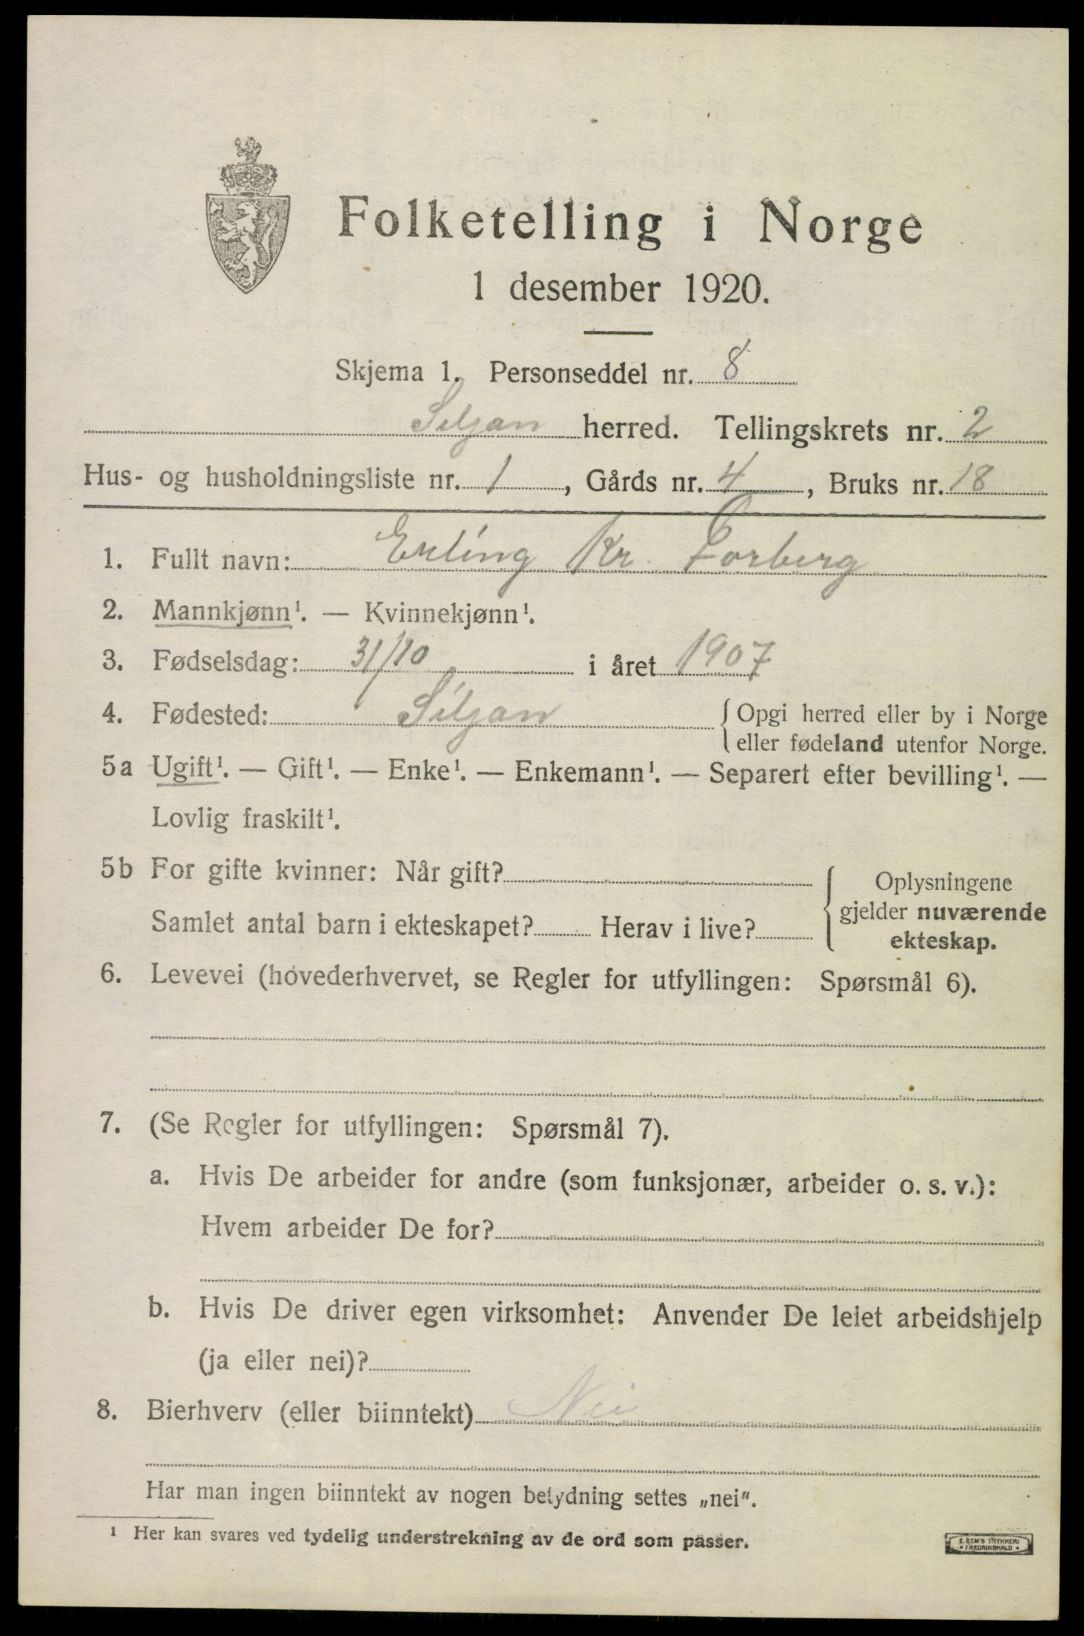 Folketelling i Norge
1 desember 1920.
Skjema 1. Personseddel nr. 8
Siljan herred. Tellingskrets nr. 2
Hus- og husholdningsliste nr. 1, Gårds nr. 4, Bruks nr. 18
1. Fullt navn: Erling Kr. Torberg
2. Mannkjønn¹. — Kvinnekjønn¹.
3. Fødselsdag: 31/10 i året 1907
4. Fødested: Siljan {Opgi herred eller by i Norge
eller fødeland utenfor Norge.
5a Ugift¹. — Gift¹. — Enke¹. — Enkemann¹. — Separert efter bevilling¹. —
Lovlig fraskilt¹.
5b For gifte kvinner: Når gift?
Samlet antal barn i ekteskapet? Herav i live?
{Oplysningene
gjelder nuværende
ekteskap.
6. Levevei (hovederhvervet, se Regler for utfyllingen: Spørsmål 6).
7. (Se Regler for utfyllingen: Spørsmål 7).
a. Hvis De arbeider for andre (som funksjonær, arbeider o. s. v.):
Hvem arbeider De for?
b. Hvis De driver egen virksomhet: Anvender De leiet arbeidshjelp
(ja eller nei)?
8. Bierhverv (eller biinntekt) Nei
Har man ingen biinntekt av nogen betydning settes „nei“.
¹ Her kan svares ved tydelig understrekning av de ord som passer.
E. SEM'S TRYKKERI
FREDRIKSHALD